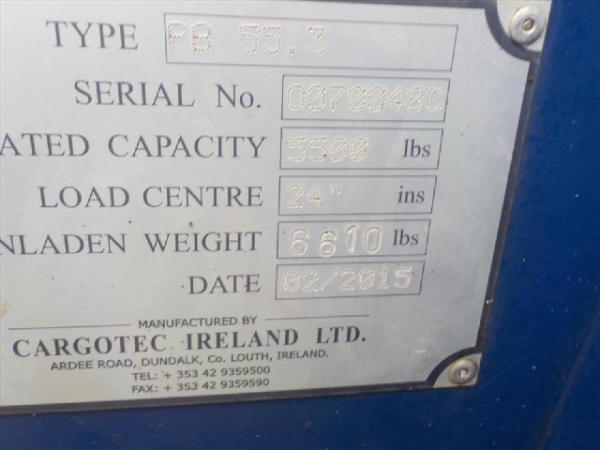 TYPE PB 55.3
SERIAL No.
ATED CAPACITY 5500 lbs
LOAD CENTRE 24" ins
NLADEN WEIGHT 6610 lbs
DATE 02/2015
MANUFACTURED BY
CARGOTEC IRELAND LTD.
ARDEE ROAD, DUNDALK, Co. LOUTH, IRELAND.
TEL: + 353 42 9359500
FAX: + 353 42 9359590